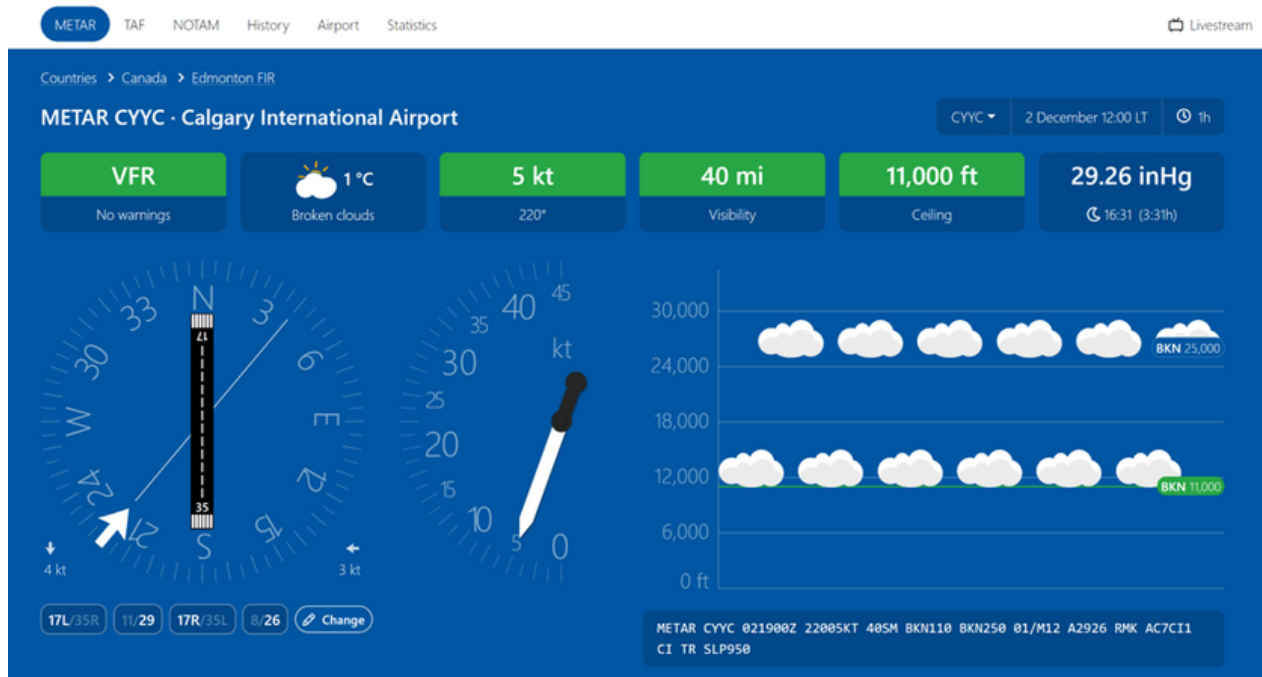 METAR TAF NOTAM History Airport Statistics Livestream
Countries > Canada > Edmonton FIR
METAR CYYC · Calgary International Airport
CYYC 2 December 12:00 LT 1h
VFR
No warnings
1 °C
Broken clouds
5 kt
220°
40 mi
Visibility
11,000 ft
Ceiling
29.26 inHg
16:31 (3:31h)
N 3 6 E 12 15 S 21 24 W 30 33
17
35
4 kt
3 kt
45
40
35
kt
30
25
20
15
10
5
0
30,000
24,000
18,000
12,000
6,000
0 ft
BKN 25,000
BKN 11,000
17L/35R 11/29 17R/35L 8/26 Change
METAR CYYC 021900Z 22005KT 40SM BKN110 BKN250 01/M12 A2926 RMK AC7CI1
CI TR SLP950